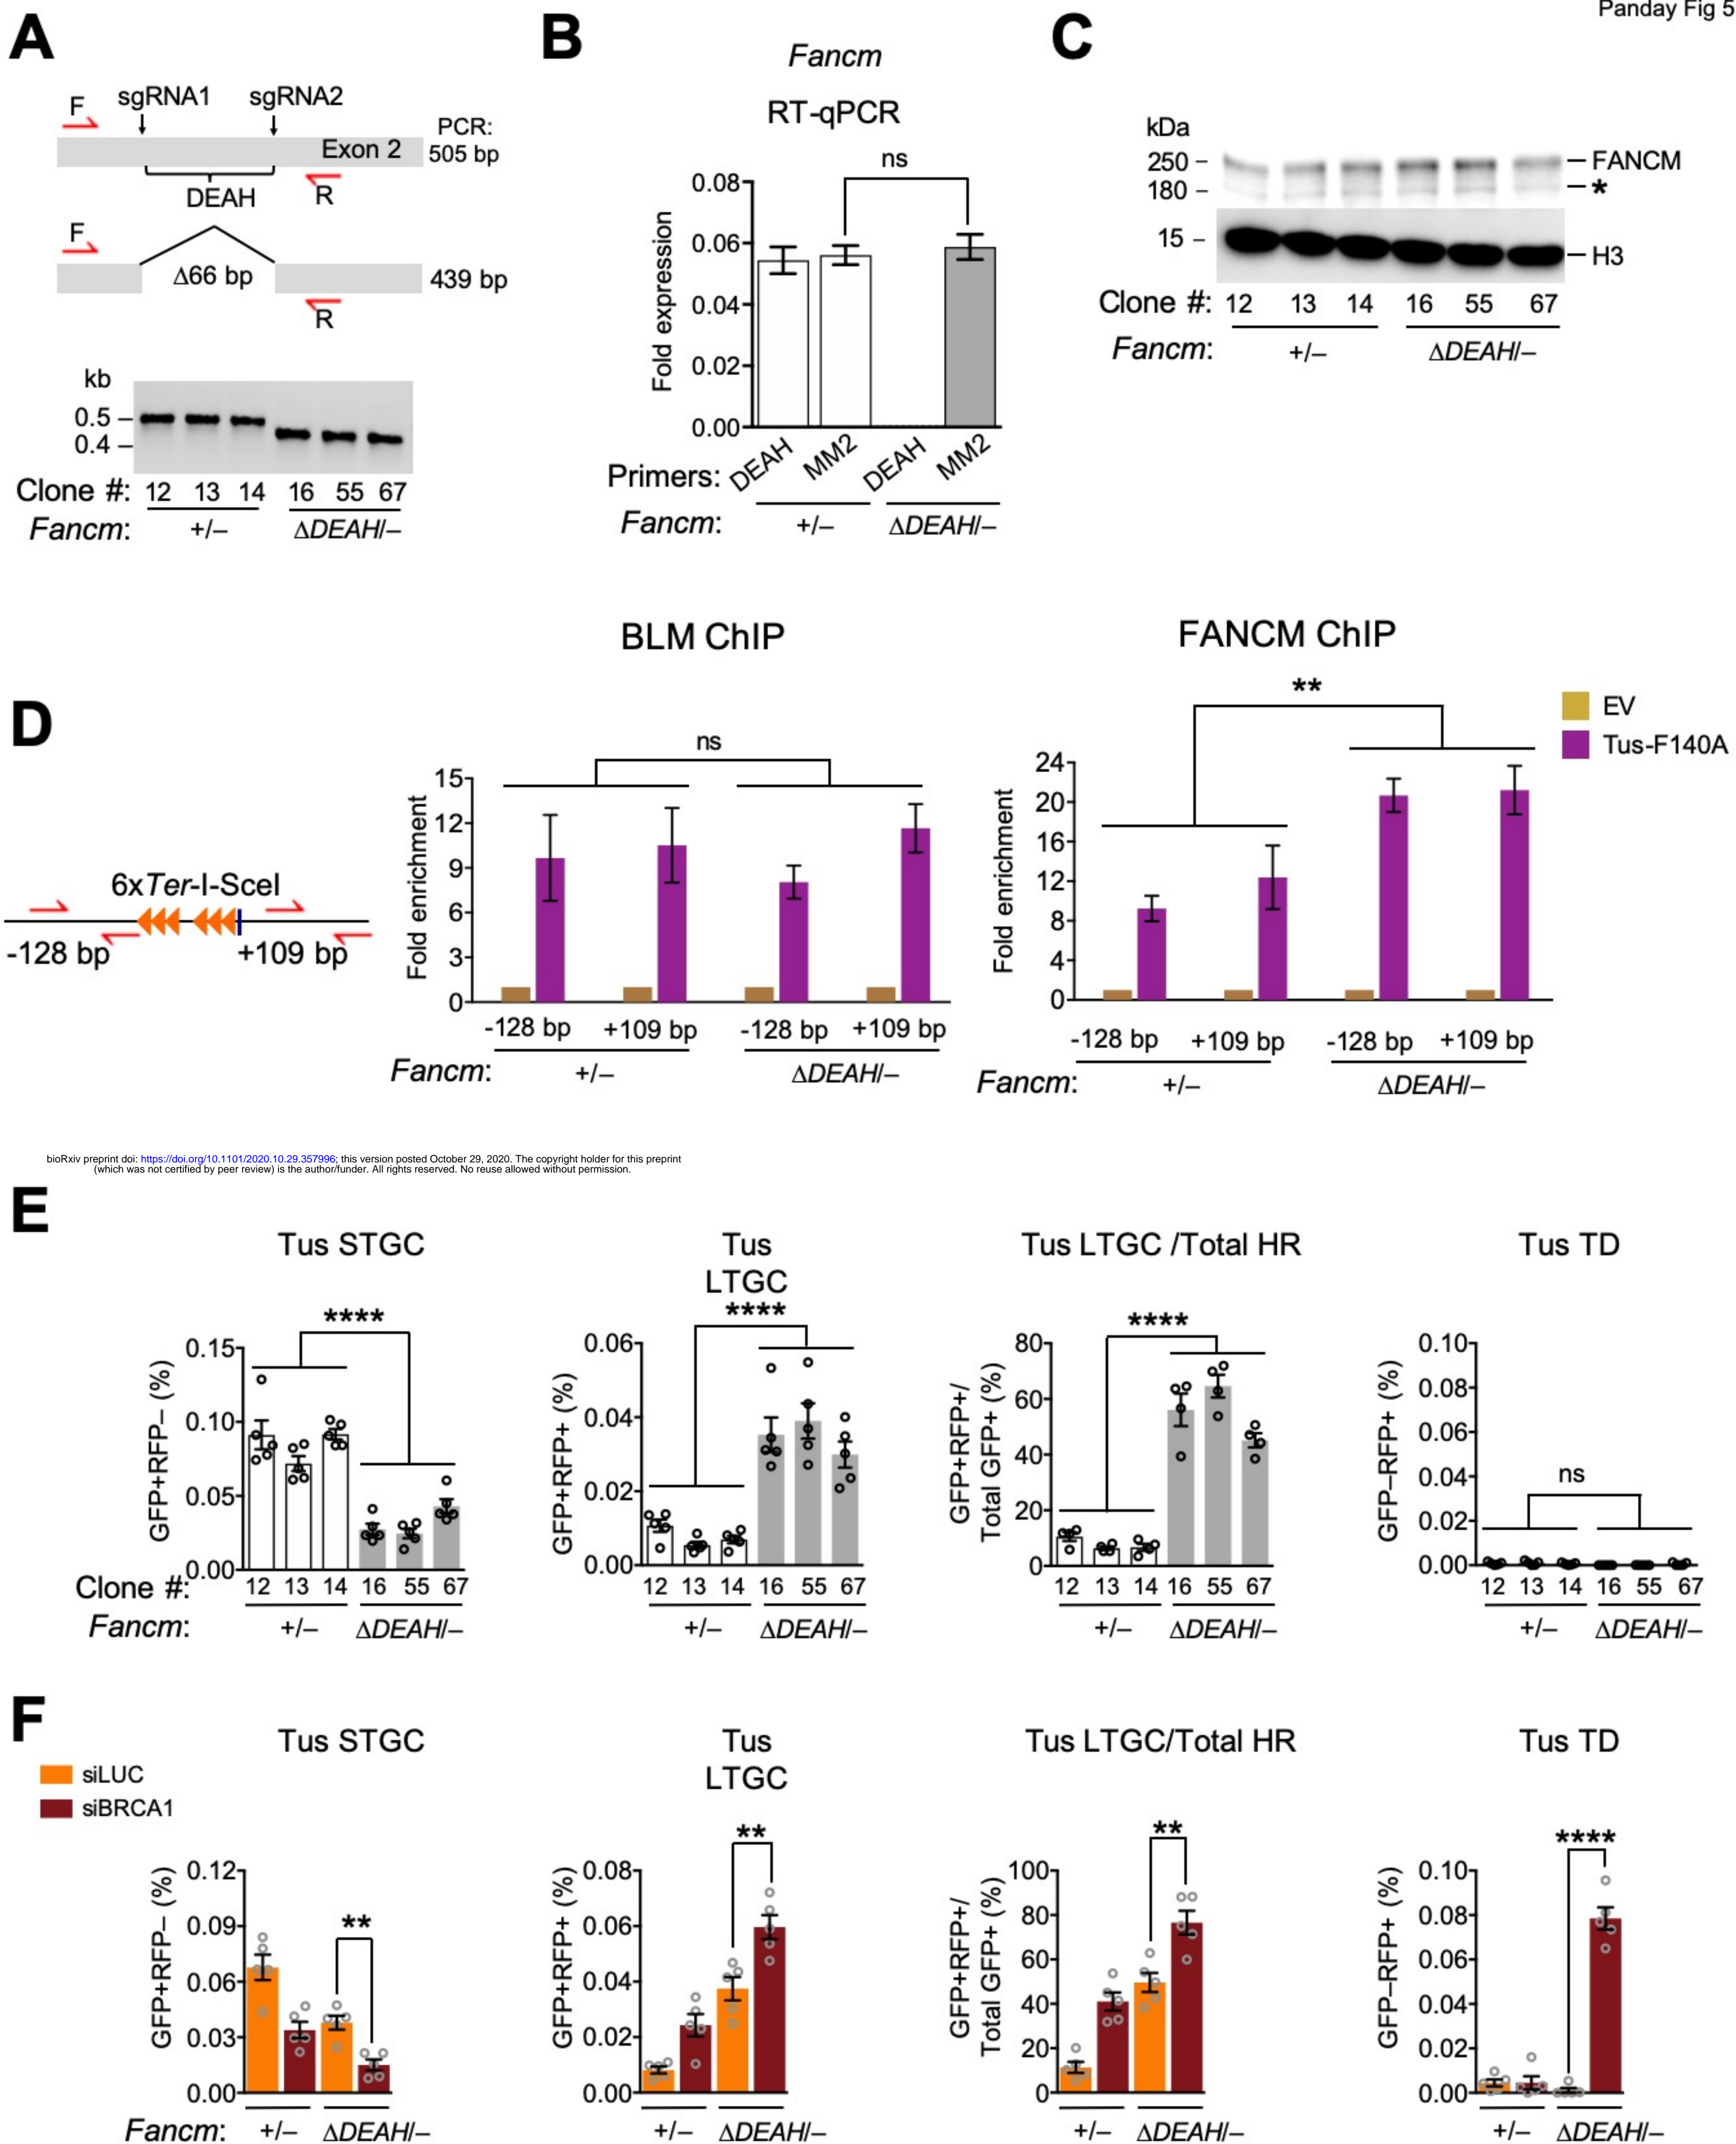 Panday Fig 5
A
F
sgRNA1
sgRNA2
PCR:
Exon 2
505 bp
DEAH
R
F
Δ66 bp
439 bp
R
kb
0.5
0.4
Clone #: 12 13 14 16 55 67
Fancm: +/– ΔDEAH/–
B
Fancm
RT-qPCR
ns
Fold expression
0.08
0.06
0.04
0.02
0.00
Primers: DEAH MM2 DEAH MM2
Fancm: +/– ΔDEAH/–
C
kDa
250
180
15
FANCM
*
H3
Clone #: 12 13 14 16 55 67
Fancm: +/– ΔDEAH/–
D
6xTer-I-SceI
-128 bp
+109 bp
BLM ChIP
ns
Fold enrichment
15
12
9
6
3
0
-128 bp +109 bp -128 bp +109 bp
Fancm: +/– ΔDEAH/–
FANCM ChIP
**
Fold enrichment
24
20
16
12
8
4
0
-128 bp +109 bp -128 bp +109 bp
Fancm: +/– ΔDEAH/–
EV
Tus-F140A
bioRxiv preprint doi: https://doi.org/10.1101/2020.10.29.357996; this version posted October 29, 2020. The copyright holder for this preprint
(which was not certified by peer review) is the author/funder. All rights reserved. No reuse allowed without permission.
E
Tus STGC
****
GFP+RFP– (%)
0.15
0.10
0.05
0.00
Clone #: 12 13 14 16 55 67
Fancm: +/– ΔDEAH/–
Tus
LTGC
****
GFP+RFP+ (%)
0.06
0.04
0.02
0.00
12 13 14 16 55 67
+/– ΔDEAH/–
Tus LTGC /Total HR
****
GFP+RFP+/
Total GFP+ (%)
80
60
40
20
0
12 13 14 16 55 67
+/– ΔDEAH/–
Tus TD
ns
GFP–RFP+ (%)
0.10
0.08
0.06
0.04
0.02
0.00
12 13 14 16 55 67
+/– ΔDEAH/–
F
siLUC
siBRCA1
Tus STGC
**
GFP+RFP– (%)
0.12
0.09
0.06
0.03
0.00
Fancm: +/– ΔDEAH/–
Tus
LTGC
**
GFP+RFP+ (%)
0.08
0.06
0.04
0.02
0.00
+/– ΔDEAH/–
Tus LTGC/Total HR
**
GFP+RFP+/
Total GFP+ (%)
100
80
60
40
20
0
+/– ΔDEAH/–
Tus TD
****
GFP–RFP+ (%)
0.10
0.08
0.06
0.04
0.02
0.00
+/– ΔDEAH/–